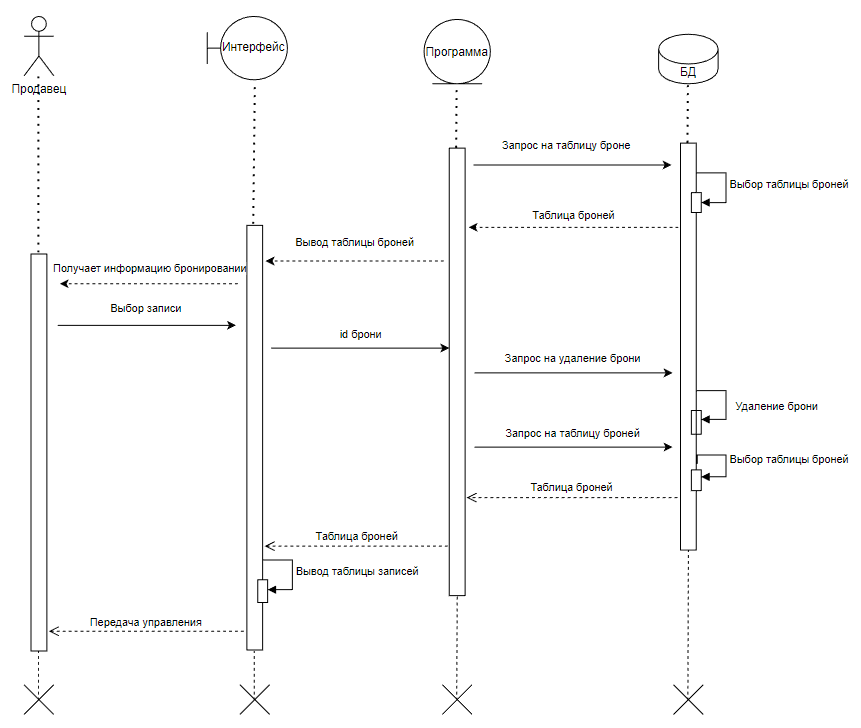 Продавец
Интерфейс
Программа
БД
Запрос на таблицу броне
Выбор таблицы броней
Таблица броней
Вывод таблицы броней
Получает информацию бронировании
Выбор записи
id брони
Запрос на удаление брони
Удаление брони
Запрос на таблицу броней
Выбор таблицы броней
Таблица броней
Таблица броней
Вывод таблицы записей
Передача управления